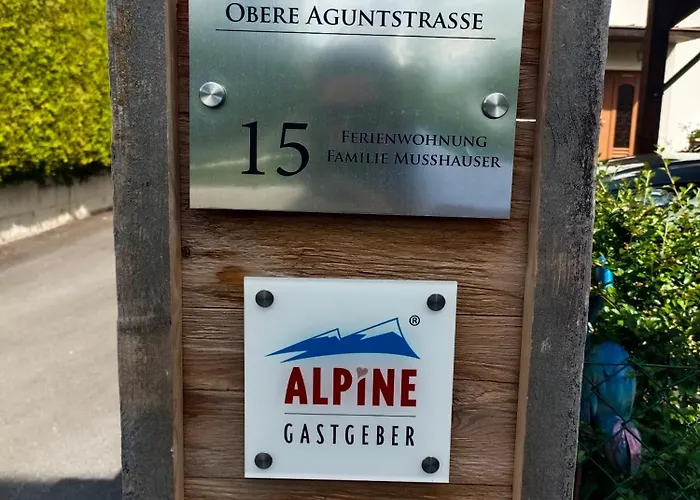 OBERE AGUNTSTRASSE
15
FERIENWOHNUNG
FAMILIE MUSSHAUSER
®
ALPiNE
GASTGEBER